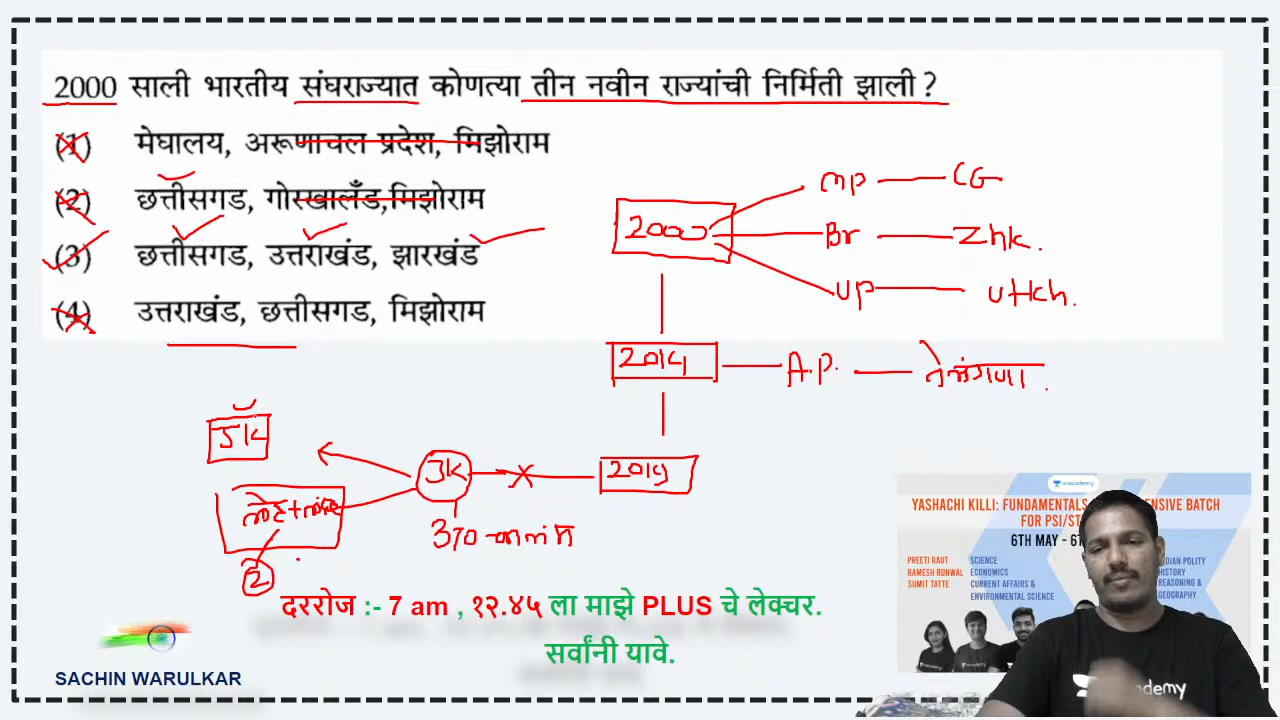 2000 साली भारतीय संघराज्यात कोणत्या तीन नवीन राज्यांची निर्मिती झाली ?
(1) मेघालय, अरूणाचल प्रदेश, मिझोराम
(2) छत्तीसगड, गोरखालँड, मिझोराम
(3) छत्तीसगड, उत्तराखंड, झारखंड
(4) उत्तराखंड, छत्तीसगड, मिझोराम
2000
MP CG
Br Zhk.
UP
2014 A.P. तेलंगणा.
JK JK 2019
370
2
दररोज :- 7 am , १२.४५ ला माझे PLUS चे लेक्चर.
सर्वांनी यावे.
SACHIN WARULKAR
unacademy
YASHACHI KILLI: FUNDAMENTALS
BATCH
FOR PSI/
6TH MAY -
PREETI RAUT SCIENCE
RAMESH RUNWAL ECONOMICS
SUMIT TATTE CURRENT AFFAIRS &
ENVIRONMENTAL SCIENCE
POLITY
HISTORY
REASONING &
GEOGRAPHY